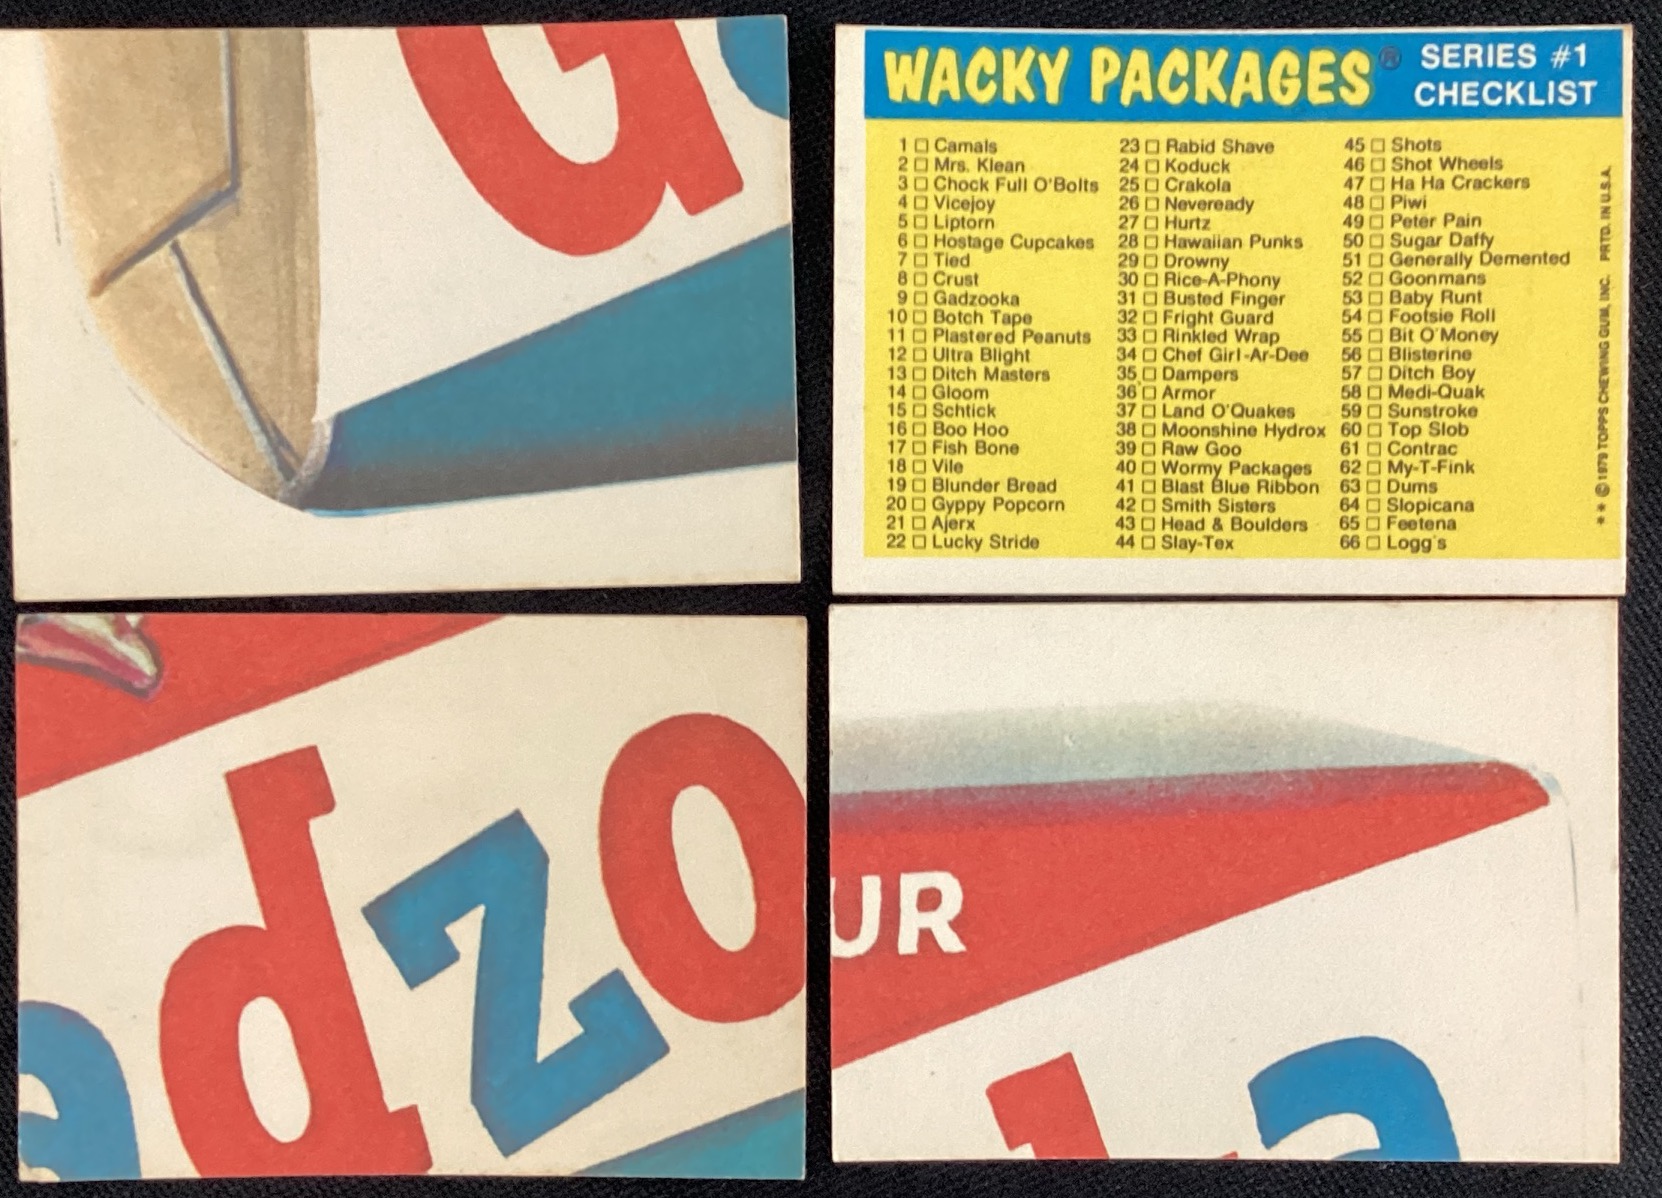 G
WACKY PACKAGES® SERIES #1
CHECKLIST
1 □ Camals
2 □ Mrs. Klean
3 □ Chock Full O'Bolts
4 □ Vicejoy
5 □ Liptorn
6 □ Hostage Cupcakes
7 □ Tied
8 □ Crust
9 □ Gadzooka
10 □ Botch Tape
11 □ Plastered Peanuts
12 □ Ultra Blight
13 □ Ditch Masters
14 □ Gloom
15 □ Schtick
16 □ Boo Hoo
17 □ Fish Bone
18 □ Vile
19 □ Blunder Bread
20 □ Gyppy Popcorn
21 □ Ajerx
22 □ Lucky Stride
23 □ Rabid Shave
24 □ Koduck
25 □ Crakola
26 □ Neveready
27 □ Hurtz
28 □ Hawaiian Punks
29 □ Drowny
30 □ Rice-A-Phony
31 □ Busted Finger
32 □ Fright Guard
33 □ Rinkled Wrap
34 □ Chef Girl-Ar-Dee
35 □ Dampers
36 □ Armor
37 □ Land O'Quakes
38 □ Moonshine Hydrox
39 □ Raw Goo
40 □ Wormy Packages
41 □ Blast Blue Ribbon
42 □ Smith Sisters
43 □ Head & Boulders
44 □ Slay-Tex
45 □ Shots
46 □ Shot Wheels
47 □ Ha Ha Crackers
48 □ Piwi
49 □ Peter Pain
50 □ Sugar Daffy
51 □ Generally Demented
52 □ Goonmans
53 □ Baby Runt
54 □ Footsie Roll
55 □ Bit O'Money
56 □ Blisterine
57 □ Ditch Boy
58 □ Medi-Quak
59 □ Sunstroke
60 □ Top Slob
61 □ Contrac
62 □ My-T-Fink
63 □ Dums
64 □ Slopicana
65 □ Feetena
66 □ Logg's
** © 1979 TOPPS CHEWING GUM, INC. PRTD. IN U.S.A.
adzo
UR
a